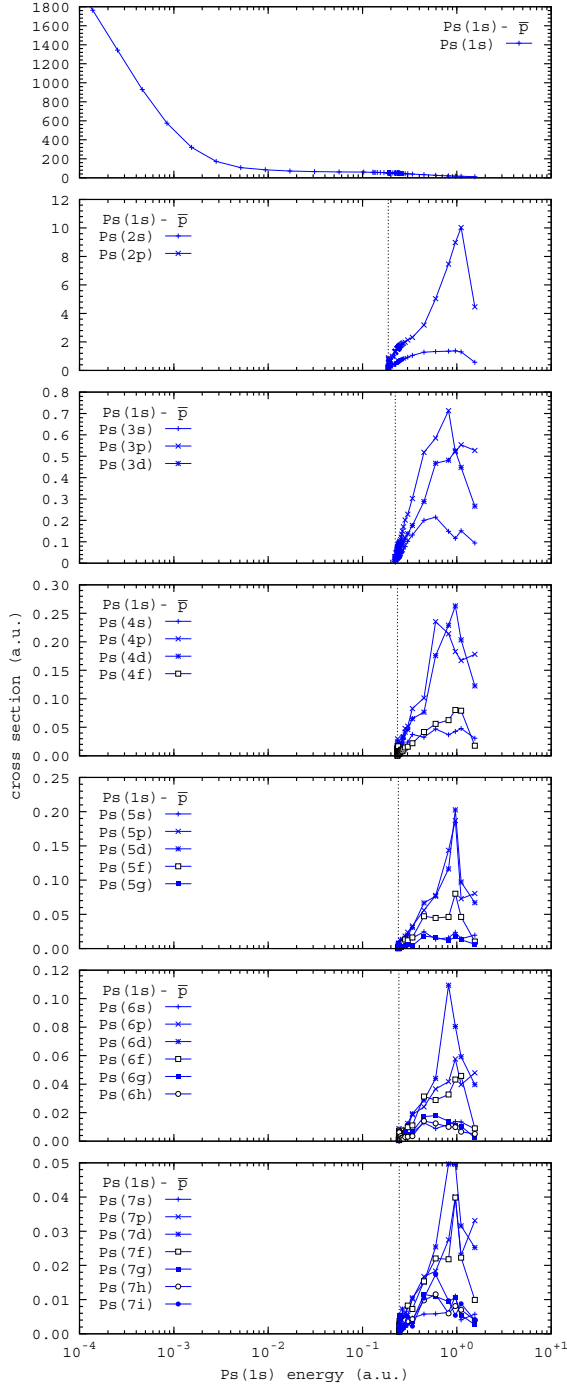 1800
1600
1400
1200
1000
800
600
400
200
0
Ps(1s)- p̅
Ps(1s)
12
10
8
6
4
2
0
Ps(1s)- p̅
Ps(2s)
Ps(2p)
0.8
0.7
0.6
0.5
0.4
0.3
0.2
0.1
0
Ps(1s)- p̅
Ps(3s)
Ps(3p)
Ps(3d)
cross section (a.u.)
0.30
0.25
0.20
0.15
0.10
0.05
0.00
Ps(1s)- p̅
Ps(4s)
Ps(4p)
Ps(4d)
Ps(4f)
0.25
0.20
0.15
0.10
0.05
0.00
Ps(1s)- p̅
Ps(5s)
Ps(5p)
Ps(5d)
Ps(5f)
Ps(5g)
0.12
0.10
0.08
0.06
0.04
0.02
0.00
Ps(1s)- p̅
Ps(6s)
Ps(6p)
Ps(6d)
Ps(6f)
Ps(6g)
Ps(6h)
0.05
0.04
0.03
0.02
0.01
0.00
Ps(1s)- p̅
Ps(7s)
Ps(7p)
Ps(7d)
Ps(7f)
Ps(7g)
Ps(7h)
Ps(7i)
10⁻⁴ 10⁻³ 10⁻² 10⁻¹ 10⁰ 10⁺¹
Ps(1s) energy (a.u.)